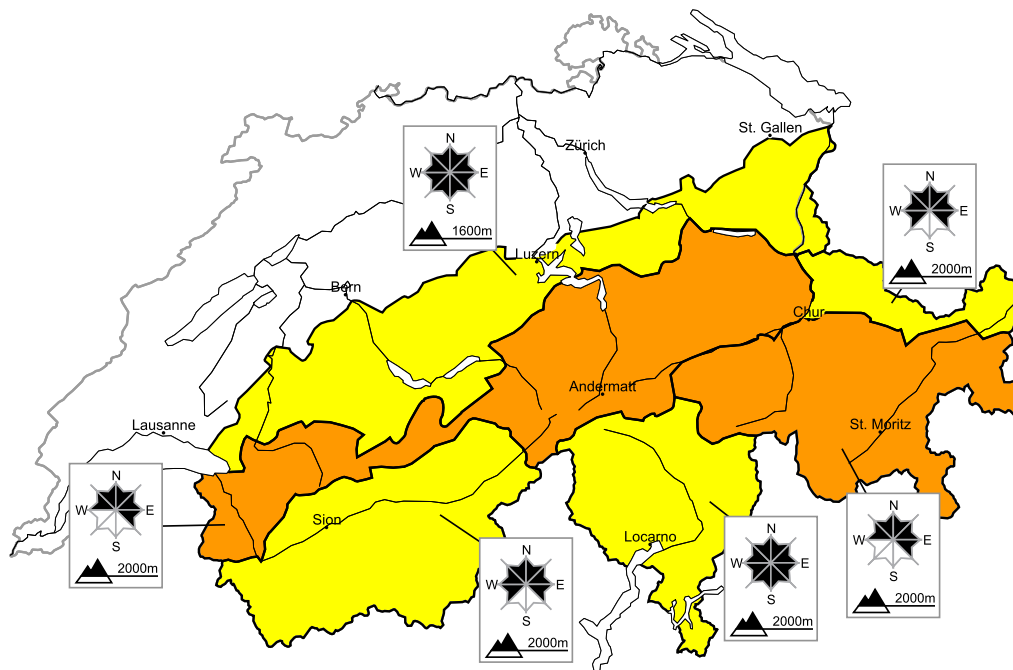 St. Gallen
Zürich
N
W E
S
1600m
N
W E
S
2000m
Luzern
Bern
Chur
Andermatt
Lausanne
St. Moritz
N
W E
S
2000m
Sion
Locarno
N
W E
S
2000m
N
W E
S
2000m
N
W E
S
2000m